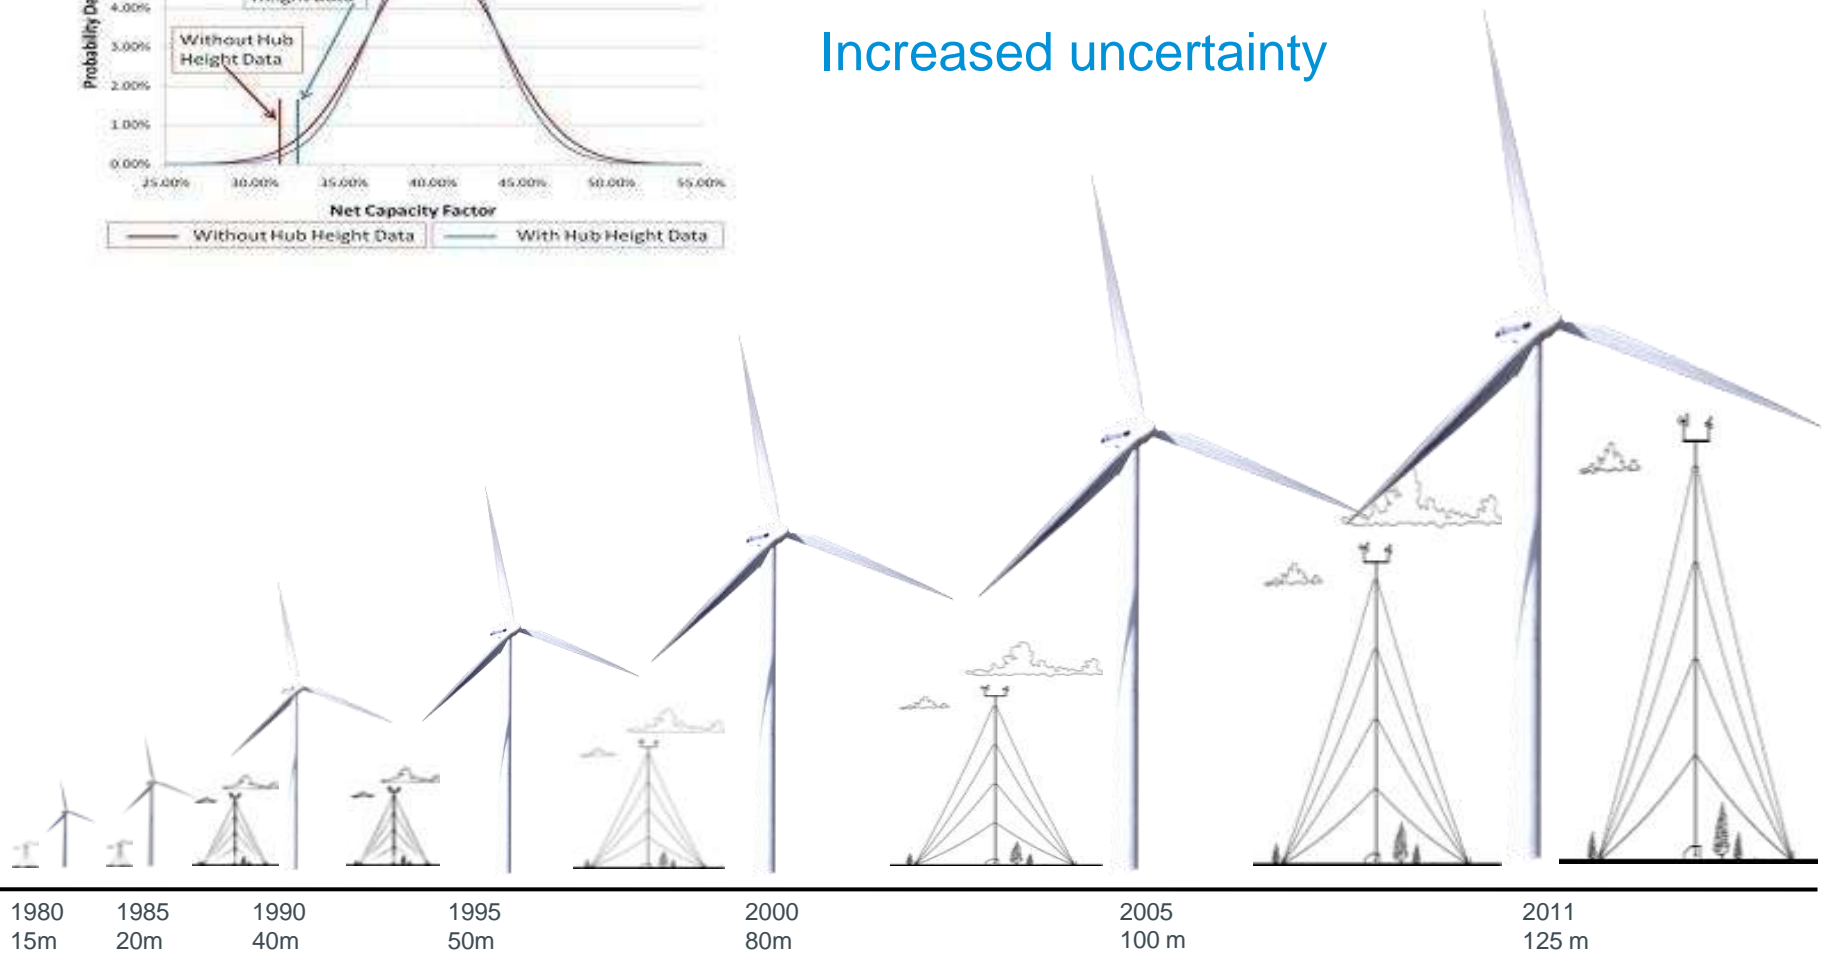 Increased uncertainty
4.00%
Without Hub
Height Data
3.00%
2.00%
1.00%
0.00%
25.00% 30.00% 35.00% 40.00% 45.00% 50.00% 55.00%
Net Capacity Factor
Without Hub Height Data With Hub Height Data
Probability
1980 1985 1990 1995 2000 2005 2011
15m 20m 40m 50m 80m 100 m 125 m